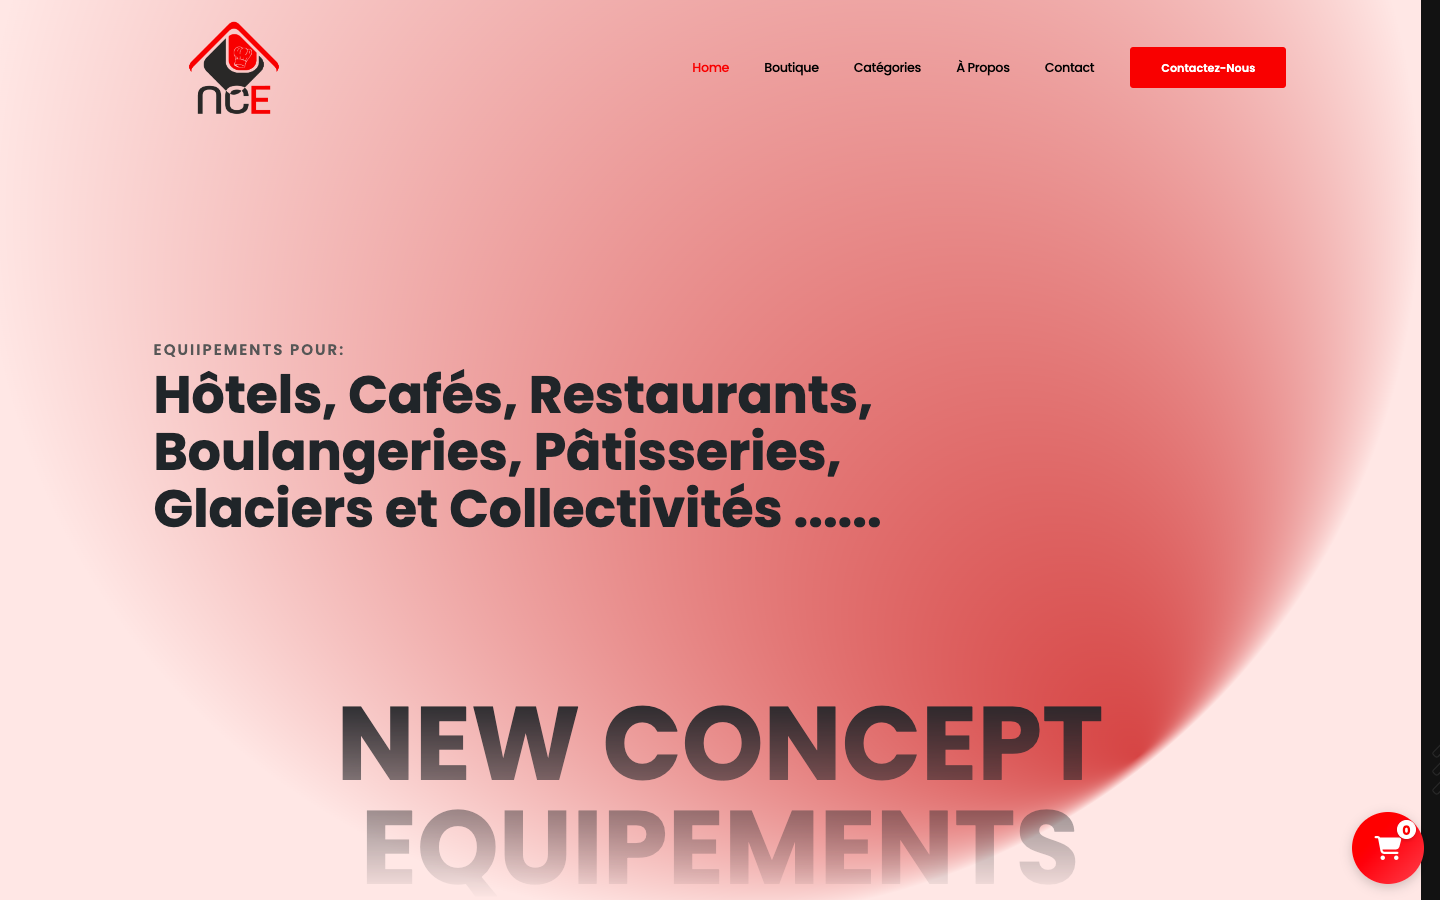 nCE
Home
Boutique
Catégories
À Propos
Contact
Contactez-Nous
EQUIIPEMENTS POUR:
Hôtels, Cafés, Restaurants,
Boulangeries, Pâtisseries,
Glaciers et Collectivités ......
NEW CONCEPT
EQUIPEMENTS
0